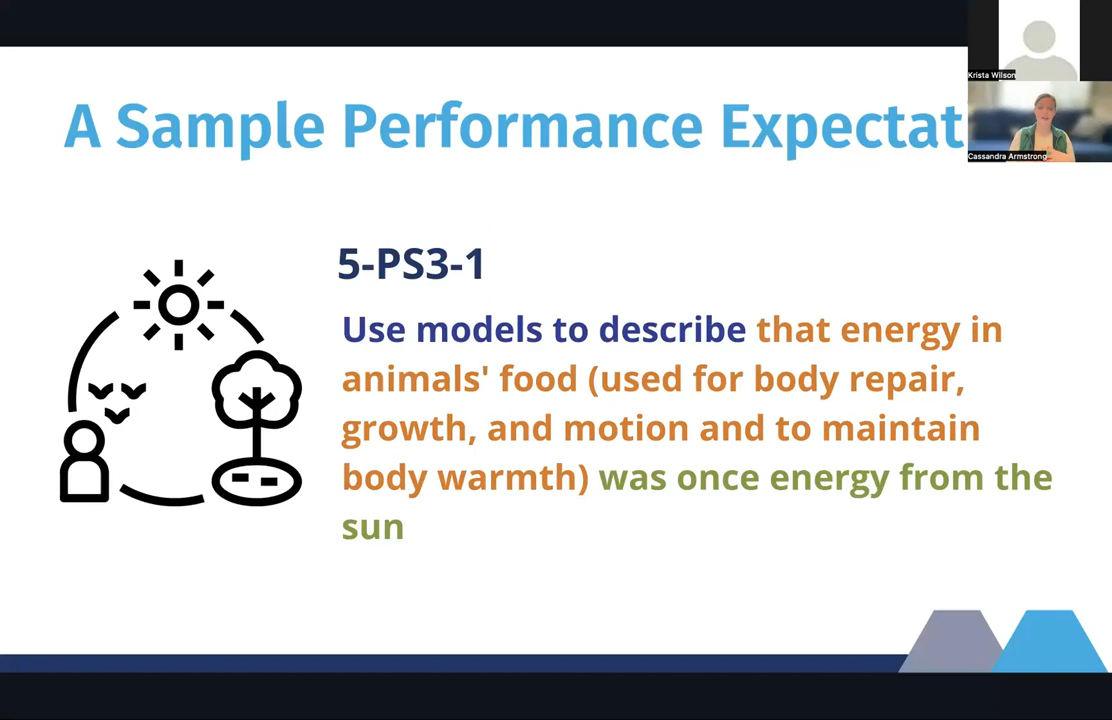 Krista Wilson
Cassandra Armstrong
A Sample Performance Expectat
5-PS3-1
Use models to describe that energy in
animals' food (used for body repair,
growth, and motion and to maintain
body warmth) was once energy from the
sun